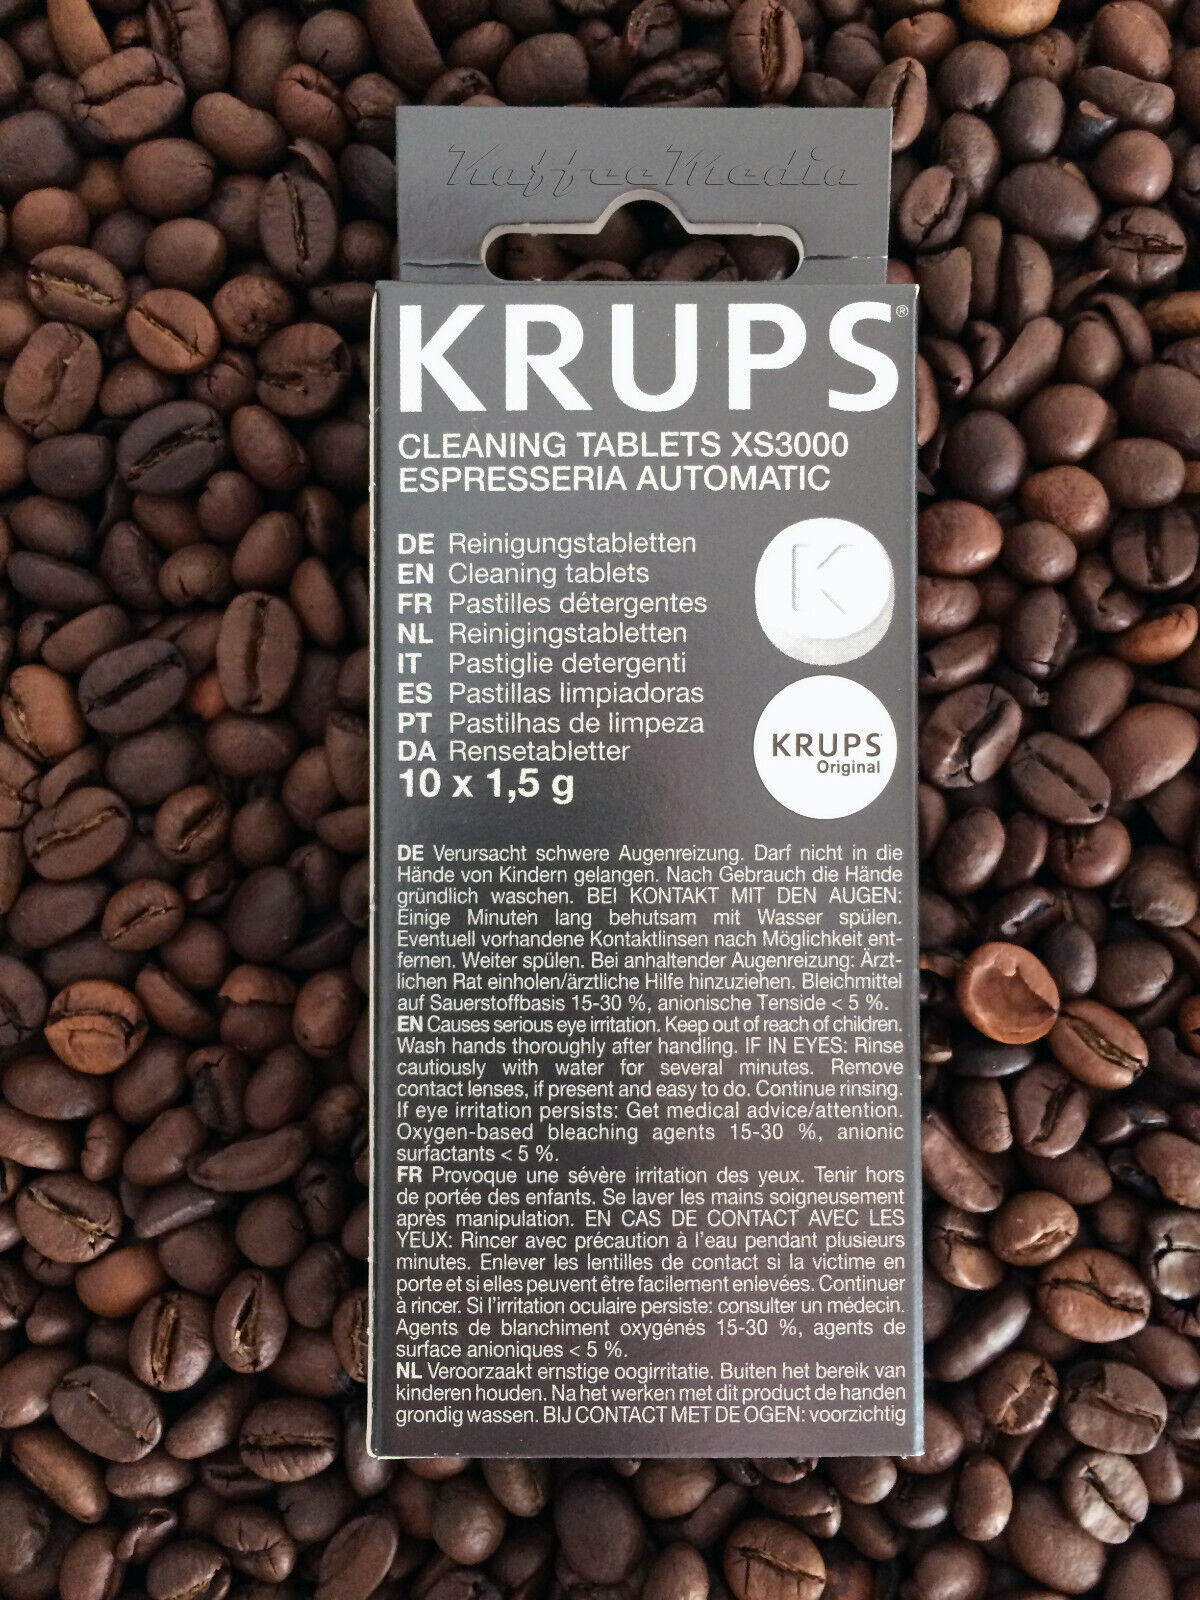 KaffeeMedia
KRUPS®
CLEANING TABLETS XS3000
ESPRESSERIA AUTOMATIC
DE Reinigungstabletten
EN Cleaning tablets
FR Pastilles détergentes
NL Reinigingstabletten
IT Pastiglie detergenti
ES Pastillas limpiadoras
PT Pastilhas de limpeza
DA Rensetabletter
10 x 1,5 g
K
KRUPS
Original
DE Verursacht schwere Augenreizung. Darf nicht in die
Hände von Kindern gelangen. Nach Gebrauch die Hände
gründlich waschen. BEI KONTAKT MIT DEN AUGEN:
Einige Minuten lang behutsam mit Wasser spülen.
Eventuell vorhandene Kontaktlinsen nach Möglichkeit ent-
fernen. Weiter spülen. Bei anhaltender Augenreizung: Ärzt-
lichen Rat einholen/ärztliche Hilfe hinzuziehen. Bleichmittel
auf Sauerstoffbasis 15-30 %, anionische Tenside < 5 %.
EN Causes serious eye irritation. Keep out of reach of children.
Wash hands thoroughly after handling. IF IN EYES: Rinse
cautiously with water for several minutes. Remove
contact lenses, if present and easy to do. Continue rinsing.
If eye irritation persists: Get medical advice/attention.
Oxygen-based bleaching agents 15-30 %, anionic
surfactants < 5 %.
FR Provoque une sévère irritation des yeux. Tenir hors
de portée des enfants. Se laver les mains soigneusement
après manipulation. EN CAS DE CONTACT AVEC LES
YEUX: Rincer avec précaution à l'eau pendant plusieurs
minutes. Enlever les lentilles de contact si la victime en
porte et si elles peuvent être facilement enlevées. Continuer
à rincer. Si l'irritation oculaire persiste: consulter un médecin.
Agents de blanchiment oxygénés 15-30 %, agents de
surface anioniques < 5 %.
NL Veroorzaakt ernstige oogirritatie. Buiten het bereik van
kinderen houden. Na het werken met dit product de handen
grondig wassen. BIJ CONTACT MET DE OGEN: voorzichtig